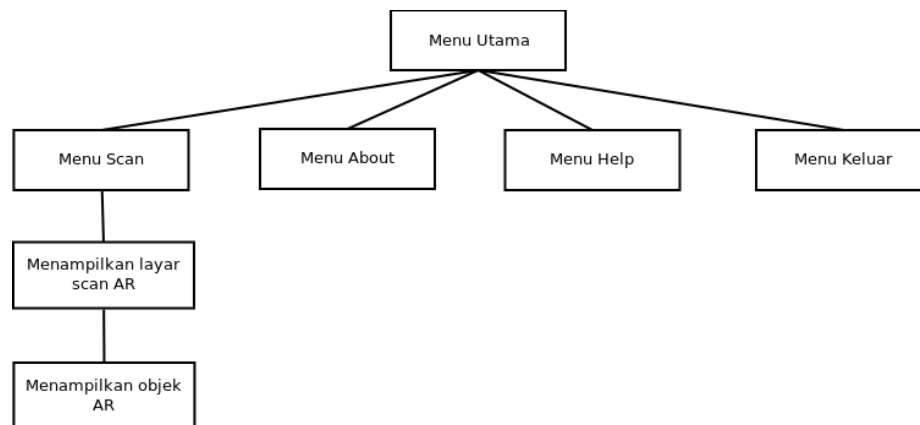 Menu Utama
Menu Scan
Menu About
Menu Help
Menu Keluar
Menampilkan layar
scan AR
Menampilkan objek
AR